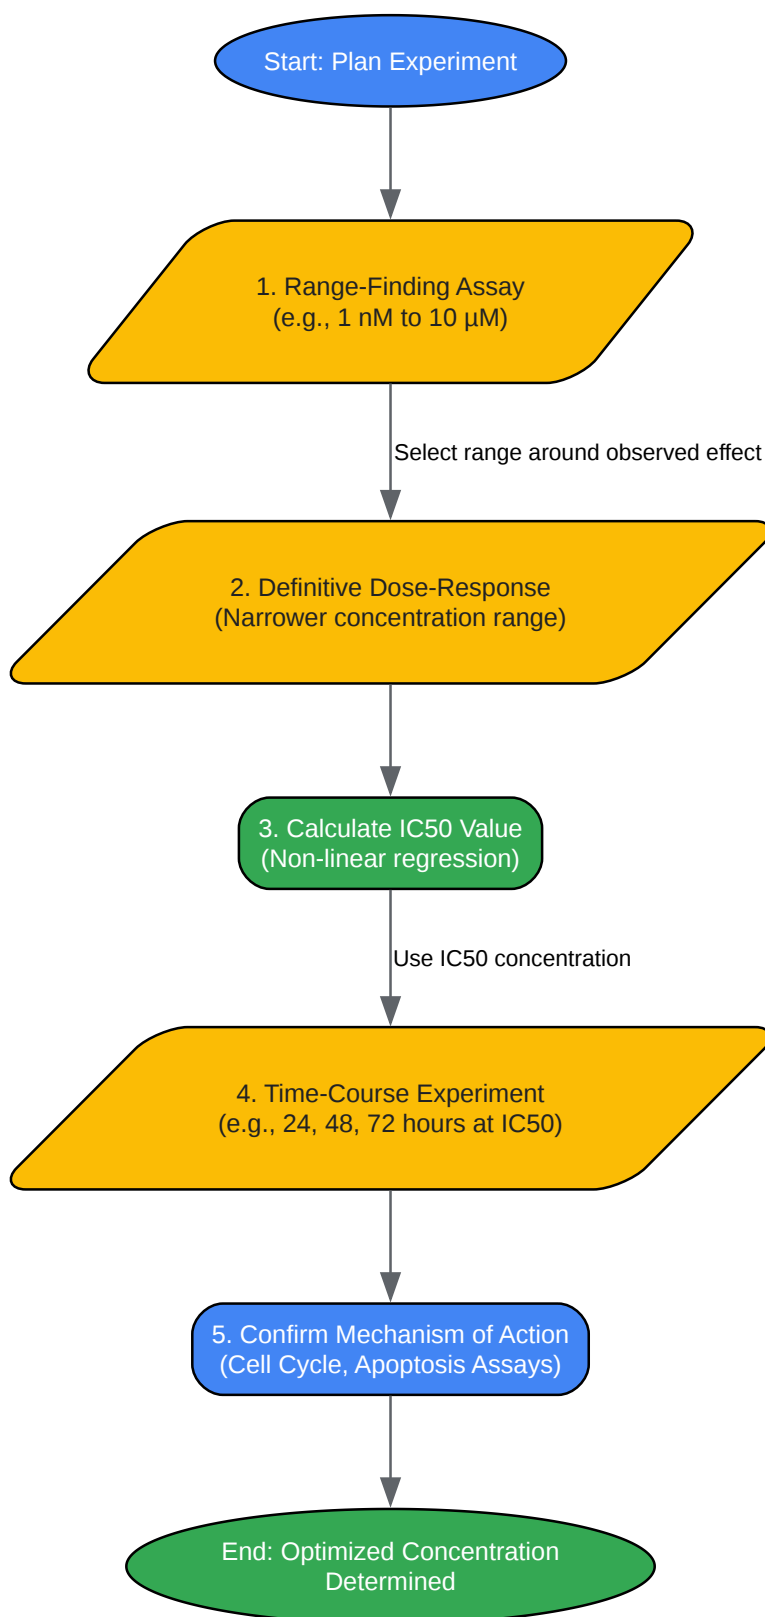 Start: Plan Experiment
1. Range-Finding Assay
(e.g., 1 nM to 10 µM)
Select range around observed effect
2. Definitive Dose-Response
(Narrower concentration range)
3. Calculate IC50 Value
(Non-linear regression)
Use IC50 concentration
4. Time-Course Experiment
(e.g., 24, 48, 72 hours at IC50)
5. Confirm Mechanism of Action
(Cell Cycle, Apoptosis Assays)
End: Optimized Concentration
Determined